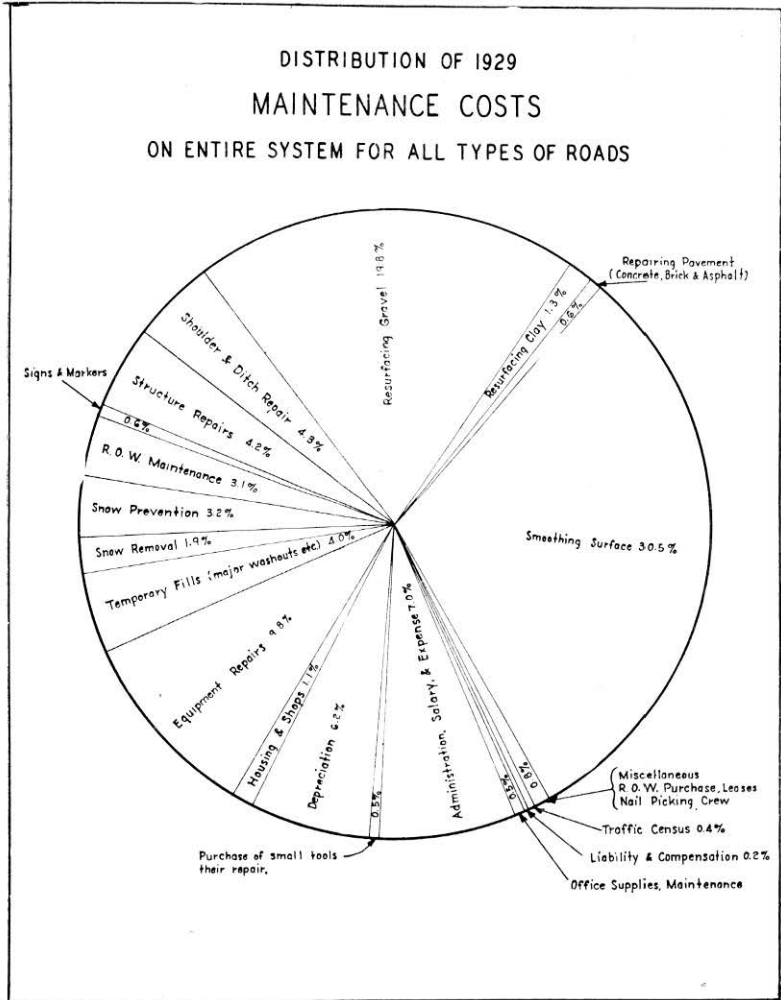 DISTRIBUTION OF 1929
MAINTENANCE COSTS
ON ENTIRE SYSTEM FOR ALL TYPES OF ROADS
Resurfacing Gravel 19.8%
Resurfacing Clay 1.3%
0.6%
Repairing Pavement
(Concrete, Brick & Asphalt)
Smoothing Surface 30.5%
0.8%
Miscellaneous
R.O.W. Purchase, Leases
Nail Picking Crew
Traffic Census 0.4%
Liability & Compensation 0.2%
0.5%
Office Supplies, Maintenance
Administration, Salary, & Expense 7.0%
0.5%
Purchase of small tools
their repair,
Depreciation 6.2%
Housing & Shops 1.1%
Equipment Repairs 9.8%
Temporary Fills (major washouts etc.) 4.0%
Snow Removal 1.9%
Snow Prevention 3.2%
R.O.W. Maintenance 3.1%
0.6%
Signs & Markers
Structure Repairs 4.2%
Shoulder & Ditch Repair 4.3%